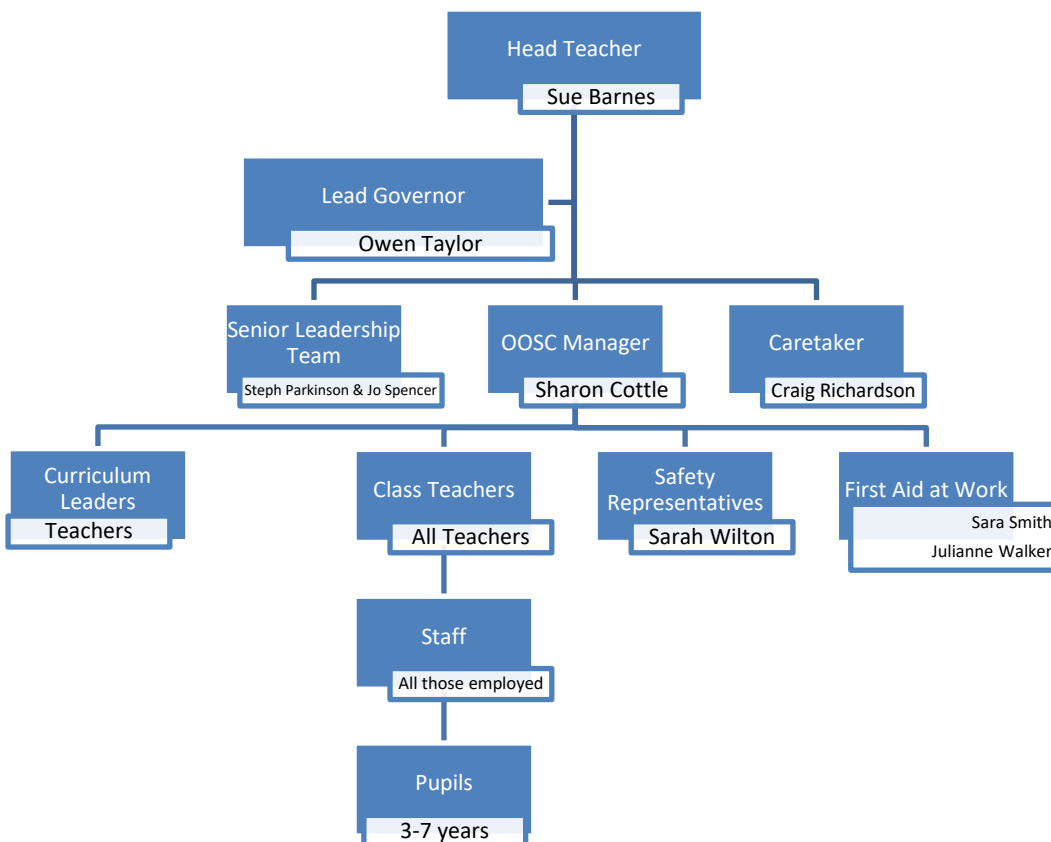 Head Teacher
Sue Barnes
Lead Governor
Owen Taylor
Senior Leadership
Team
Steph Parkinson & Jo Spencer
OOSC Manager
Sharon Cottle
Caretaker
Craig Richardson
Curriculum
Leaders
Teachers
Class Teachers
All Teachers
Safety
Representatives
Sarah Wilton
First Aid at Work
Sara Smith
Julianne Walker
Staff
All those employed
Pupils
3-7 years